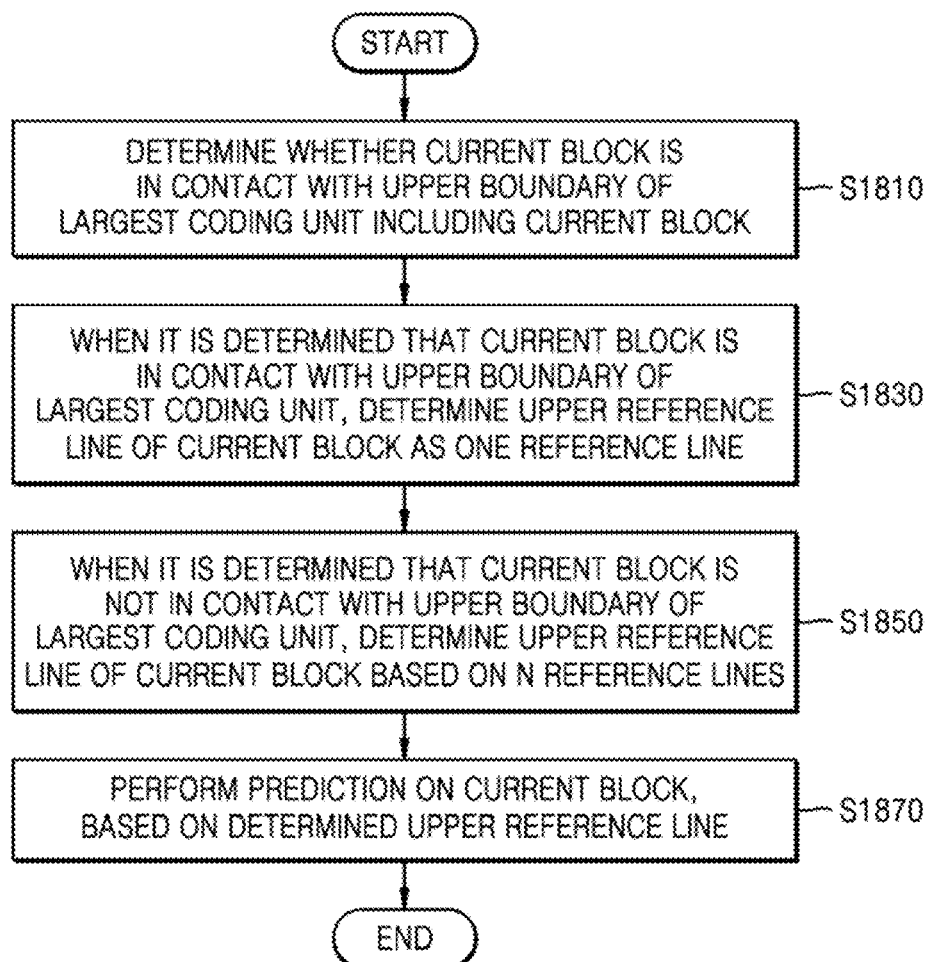 START
DETERMINE WHETHER CURRENT BLOCK IS
IN CONTACT WITH UPPER BOUNDARY OF
LARGEST CODING UNIT INCLUDING CURRENT BLOCK
S1810
WHEN IT IS DETERMINED THAT CURRENT BLOCK IS
IN CONTACT WITH UPPER BOUNDARY OF
LARGEST CODING UNIT, DETERMINE UPPER REFERENCE
LINE OF CURRENT BLOCK AS ONE REFERENCE LINE
S1830
WHEN IT IS DETERMINED THAT CURRENT BLOCK IS
NOT IN CONTACT WITH UPPER BOUNDARY OF
LARGEST CODING UNIT, DETERMINE UPPER REFERENCE
LINE OF CURRENT BLOCK BASED ON N REFERENCE LINES
S1850
PERFORM PREDICTION ON CURRENT BLOCK,
BASED ON DETERMINED UPPER REFERENCE LINE
S1870
END